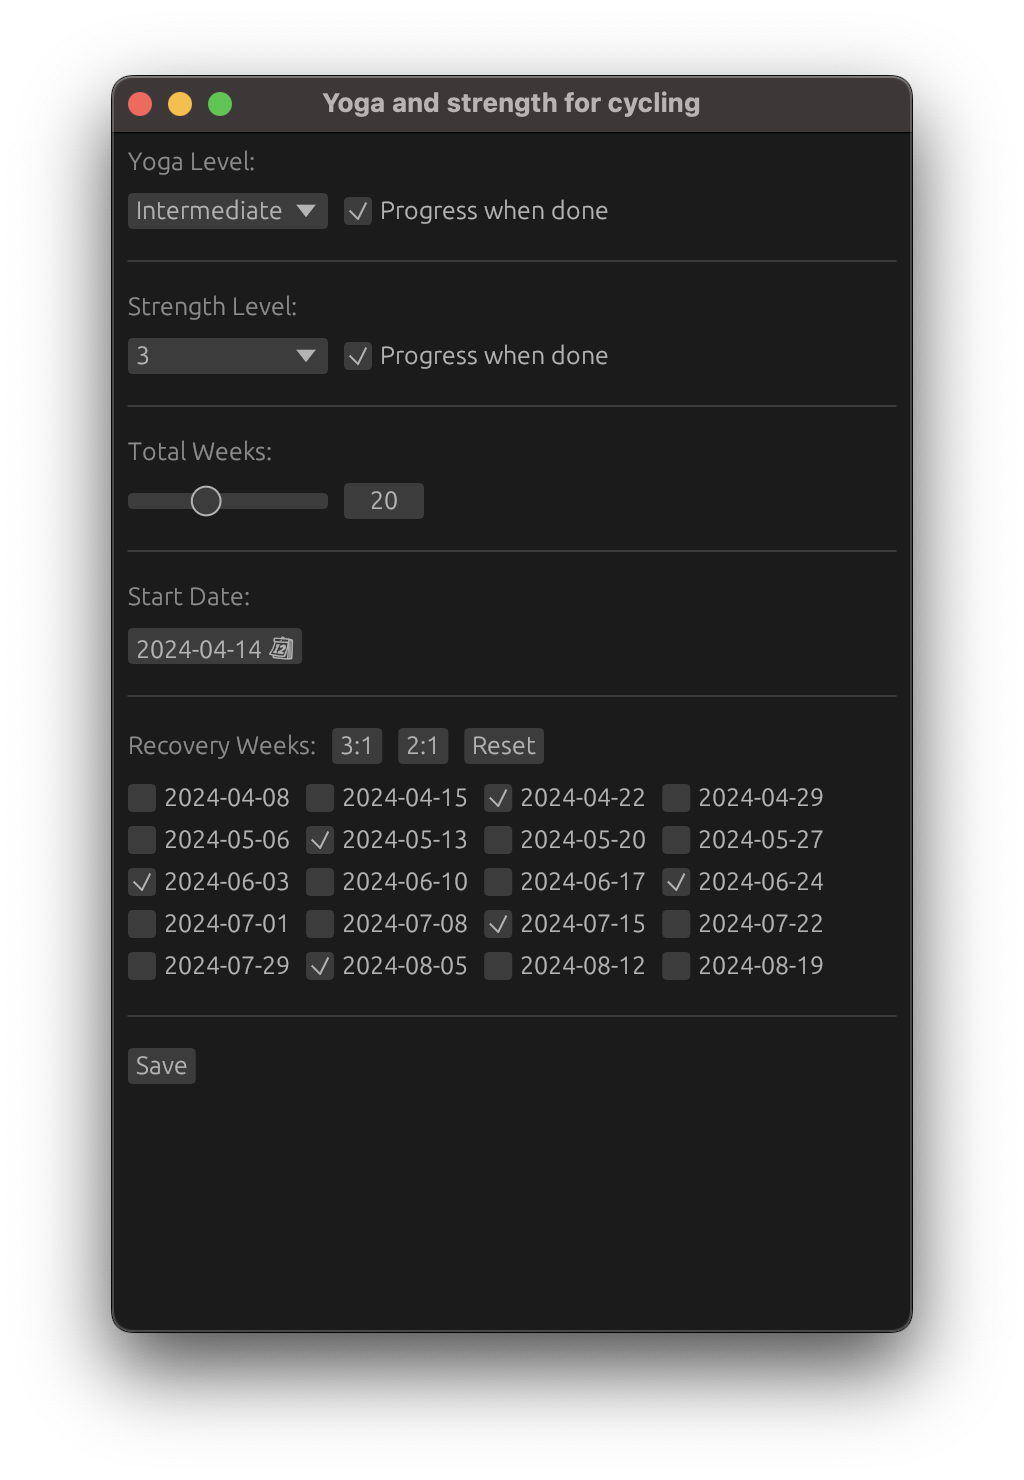 Yoga and strength for cycling
Yoga Level:
Intermediate Progress when done
Strength Level:
3 Progress when done
Total Weeks:
20
Start Date:
2024-04-14
Recovery Weeks: 3:1 2:1 Reset
2024-04-08 2024-04-15 2024-04-22 2024-04-29
2024-05-06 2024-05-13 2024-05-20 2024-05-27
2024-06-03 2024-06-10 2024-06-17 2024-06-24
2024-07-01 2024-07-08 2024-07-15 2024-07-22
2024-07-29 2024-08-05 2024-08-12 2024-08-19
Save